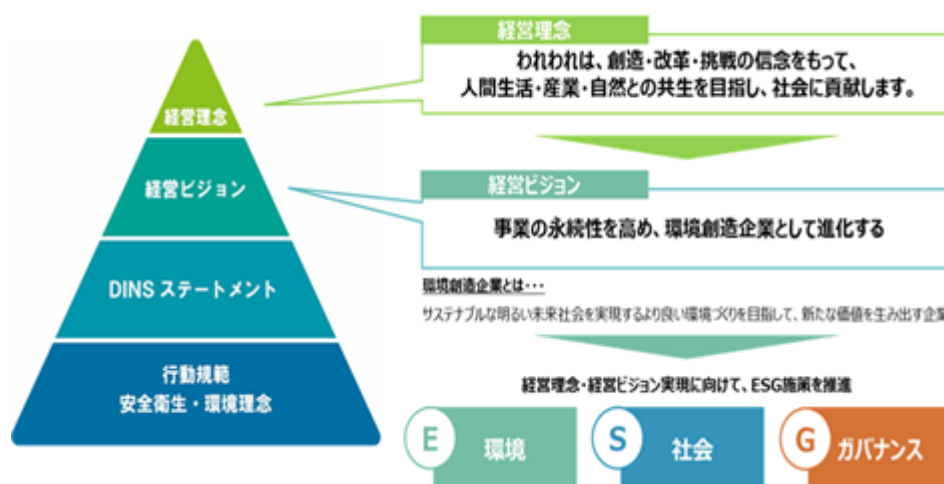 経営理念
経営ビジョン
DINS ステートメント
行動規範
安全衛生・環境理念
経営理念
われわれは、創造・改革・挑戦の信念をもって、
人間生活・産業・自然との共生を目指し、社会に貢献します。
経営ビジョン
事業の永続性を高め、環境創造企業として進化する
環境創造企業とは・・・
サステナブルな明るい未来社会を実現するより良い環境づくりを目指して、新たな価値を生み出す企業
経営理念・経営ビジョン実現に向けて、ESG施策を推進
E 環境
S 社会
G ガバナンス